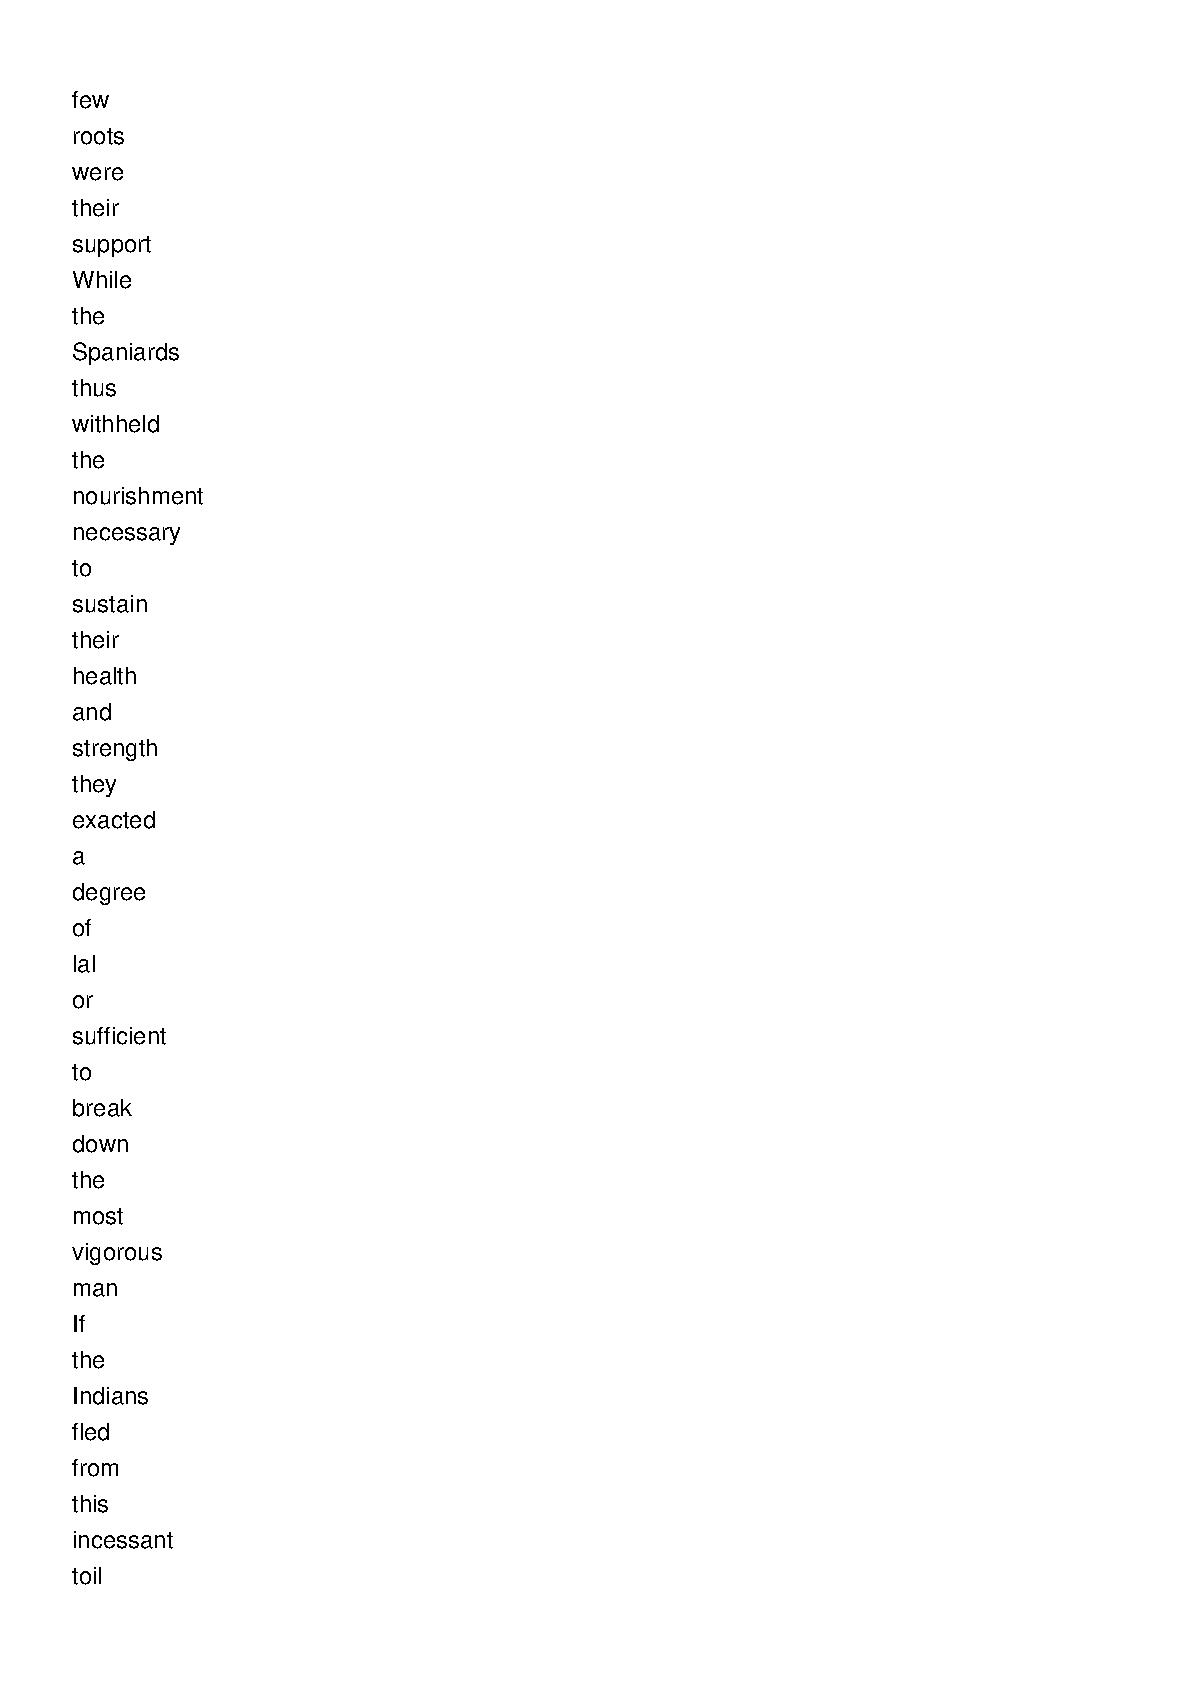 few
roots
were
their
support
While
the
Spaniards
thus
withheld
the
nourishment
necessary
to
sustain
their
health
and
strength
they
exacted
a
degree
of
lal
or
sufficient
to
break
down
the
most
vigorous
man
If
the
Indians
fled
from
this
incessant
toil